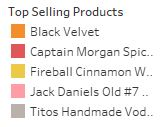 Top Selling Products
Black Velvet
Captain Morgan Spic..
Fireball Cinnamon W..
Jack Daniels Old #7 ..
Titos Handmade Vod..